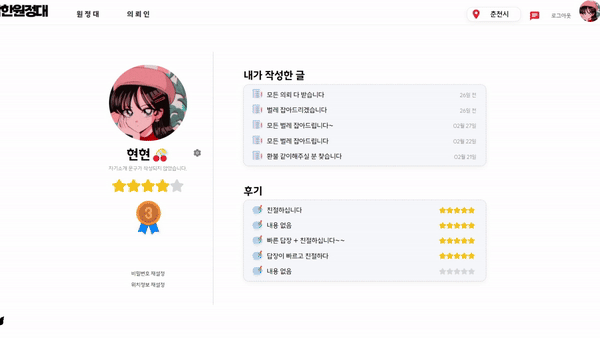 한원정대
원정대
의뢰인
춘천시
로그아웃
현현
자기소개 문구가 작성되지 않았습니다.
3
비밀번호 재설정
위치정보 재설정
내가 작성한 글
모든 의뢰 다 받습니다
26일 전
벌레 잡아드리겠습니다
26일 전
모든 벌레 잡아드립니다~
02월 27일
모든 벌레 잡아드립니다
02월 22일
환불 같이해주실 분 찾습니다
02월 21일
후기
친절하십니다
내용 없음
빠른 답장 + 친절하십니다~~
답장이 빠르고 친절하다
내용 없음